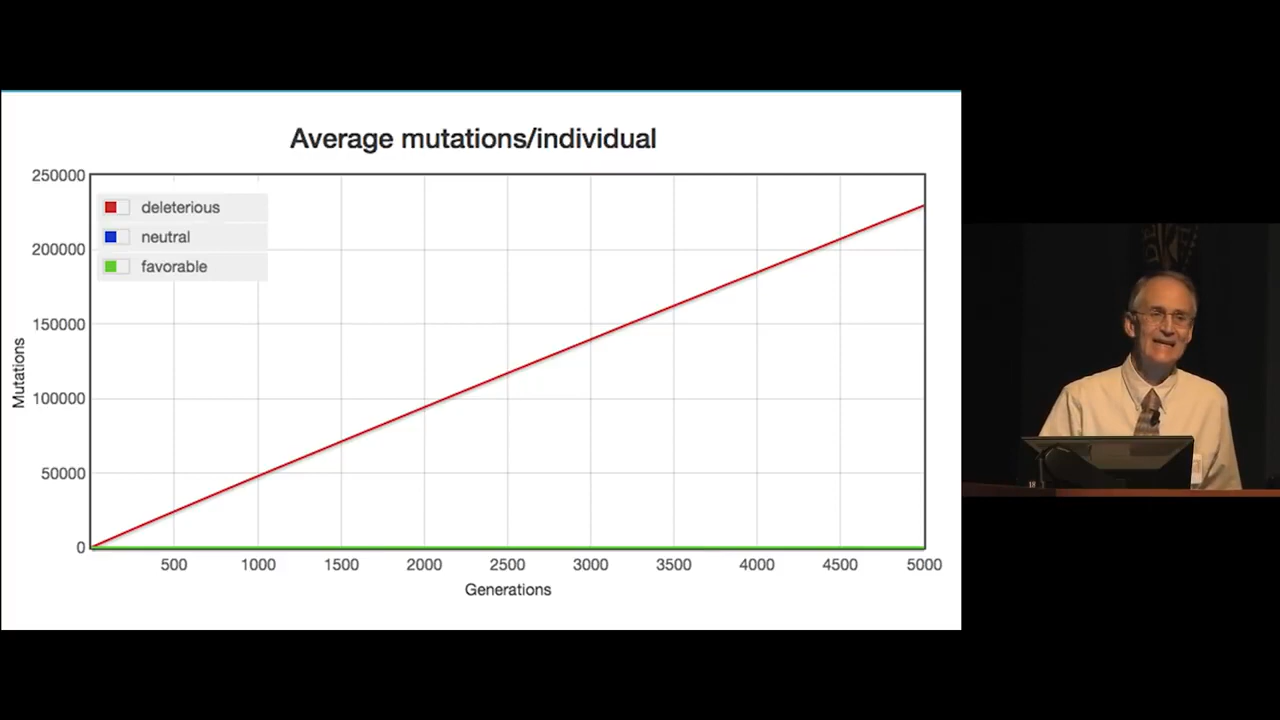 Average mutations/individual
250000
200000
150000
100000
50000
0
Mutations
deleterious
neutral
favorable
500 1000 1500 2000 2500 3000 3500 4000 4500 5000
Generations